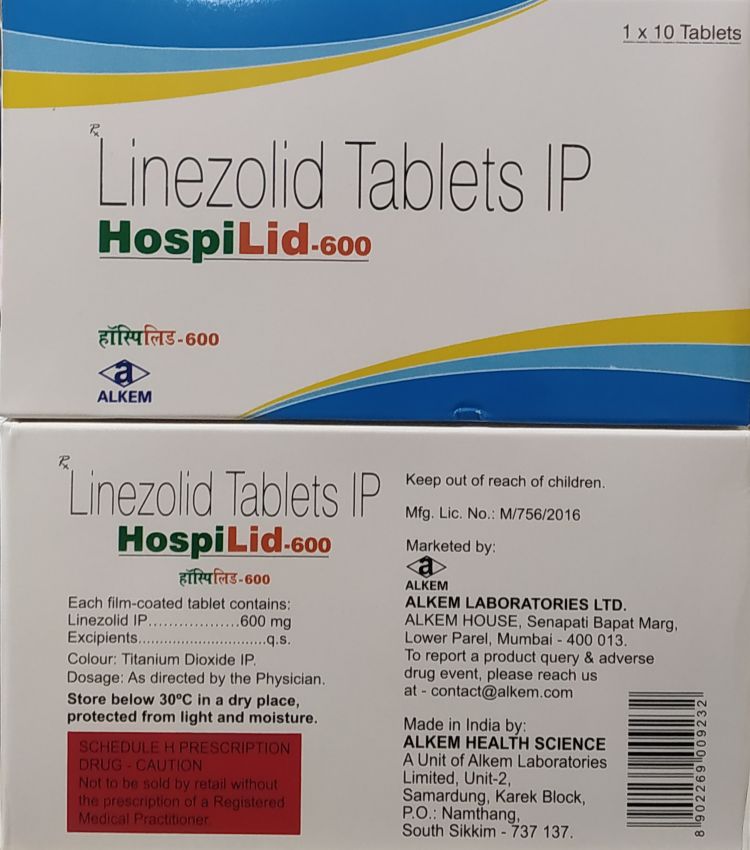 1 x 10 Tablets
Rx
Linezolid Tablets IP
HospiLid-600
हॉस्पिलिड-600
a
ALKEM
Rx
Linezolid Tablets IP
HospiLid-600
हॉस्पिलिड-600
Each film-coated tablet contains:
Linezolid IP..................600 mg
Excipients.............................q.s.
Colour: Titanium Dioxide IP.
Dosage: As directed by the Physician.
Store below 30ºC in a dry place,
protected from light and moisture.
SCHEDULE H PRESCRIPTION
DRUG - CAUTION
Not to be sold by retail without
the prescription of a Registered
Medical Practitioner.
Keep out of reach of children.
Mfg. Lic. No.: M/756/2016
Marketed by:
a
ALKEM
ALKEM LABORATORIES LTD.
ALKEM HOUSE, Senapati Bapat Marg,
Lower Parel, Mumbai - 400 013.
To report a product query & adverse
drug event, please reach us
at - contact@alkem.com
Made in India by:
ALKEM HEALTH SCIENCE
A Unit of Alkem Laboratories
Limited, Unit-2,
Samardung, Karek Block,
P.O.: Namthang,
South Sikkim - 737 137.
8 902269 009232